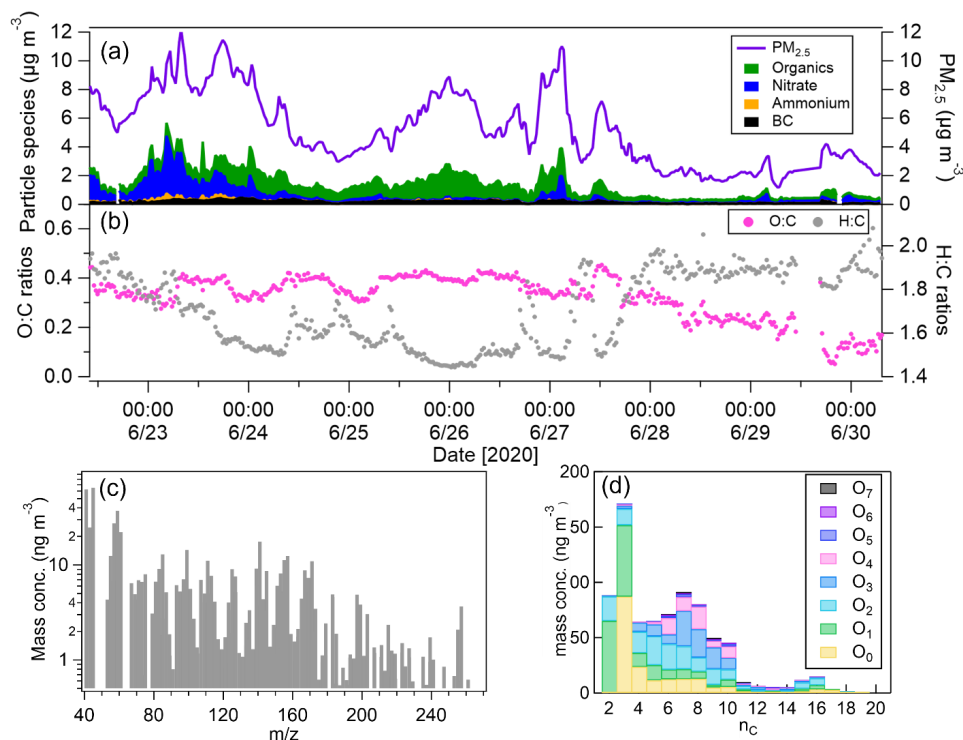 (a)
12
10
8
6
4
2
0
Particle species (µg m⁻³)
PM₂.₅
Organics
Nitrate
Ammonium
BC
12
10
8
6
4
2
0
PM₂.₅ (µg m⁻³)
(b)
0.6
0.4
0.2
0.0
O:C ratios
O:C H:C
2.0
1.8
1.6
1.4
H:C ratios
00:00 00:00 00:00 00:00 00:00 00:00 00:00 00:00
6/23 6/24 6/25 6/26 6/27 6/28 6/29 6/30
Date [2020]
(c)
Mass conc. (ng m⁻³)
4
2
10
4
2
1
40 80 120 160 200 240
m/z
(d)
mass conc. (ng m⁻³)
200
50
00
50
0
O₇
O₆
O₅
O₄
O₃
O₂
O₁
O₀
2 4 6 8 10 12 14 16 18 20
n_C